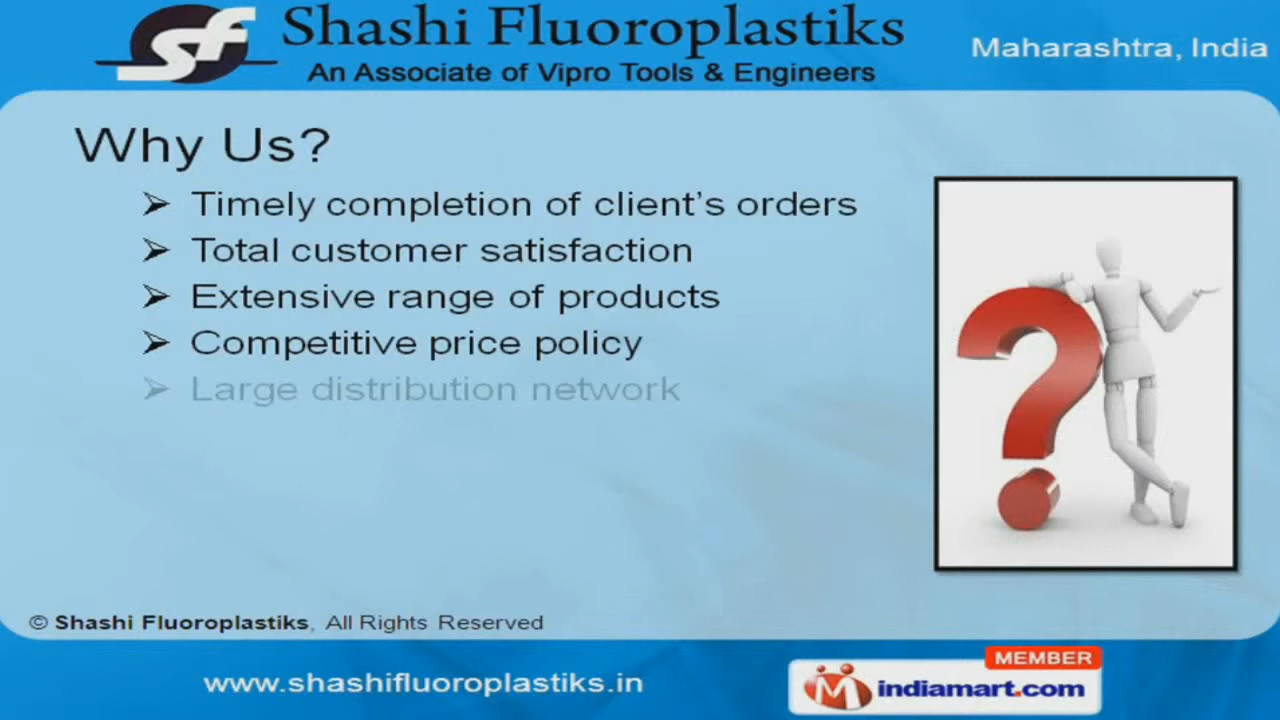 sf
Shashi Fluoroplastiks
An Associate of Vipro Tools & Engineers
Maharashtra, India
Why Us?
➢ Timely completion of client's orders
➢ Total customer satisfaction
➢ Extensive range of products
➢ Competitive price policy
➢ Large distribution network
© Shashi Fluoroplastiks, All Rights Reserved
www.shashifluoroplastiks.in
MEMBER
indiamart.com